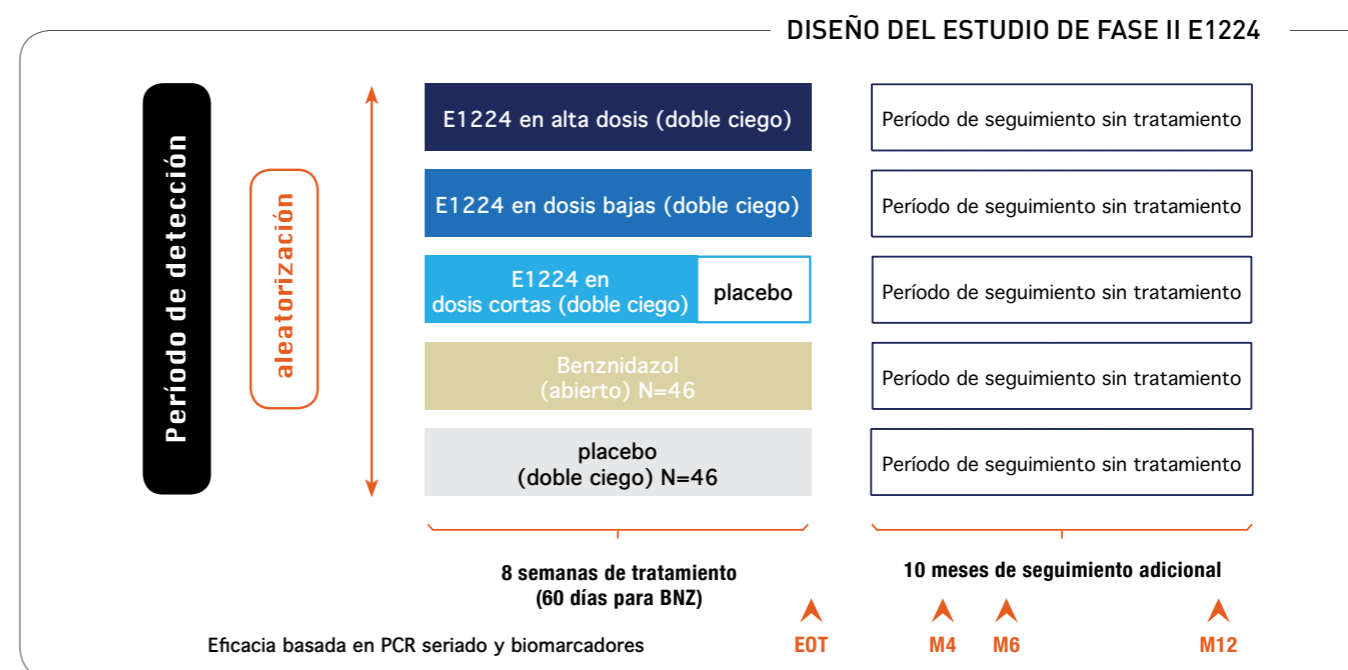 DISEÑO DEL ESTUDIO DE FASE II E1224
Período de detección
aleatorización
E1224 en alta dosis (doble ciego)
Período de seguimiento sin tratamiento
E1224 en dosis bajas (doble ciego)
Período de seguimiento sin tratamiento
E1224 en
dosis cortas (doble ciego)
placebo
Período de seguimiento sin tratamiento
Benznidazol
(abierto) N=46
Período de seguimiento sin tratamiento
placebo
(doble ciego) N=46
Período de seguimiento sin tratamiento
8 semanas de tratamiento
(60 días para BNZ)
10 meses de seguimiento adicional
Eficacia basada en PCR seriado y biomarcadores
EOT
M4
M6
M12